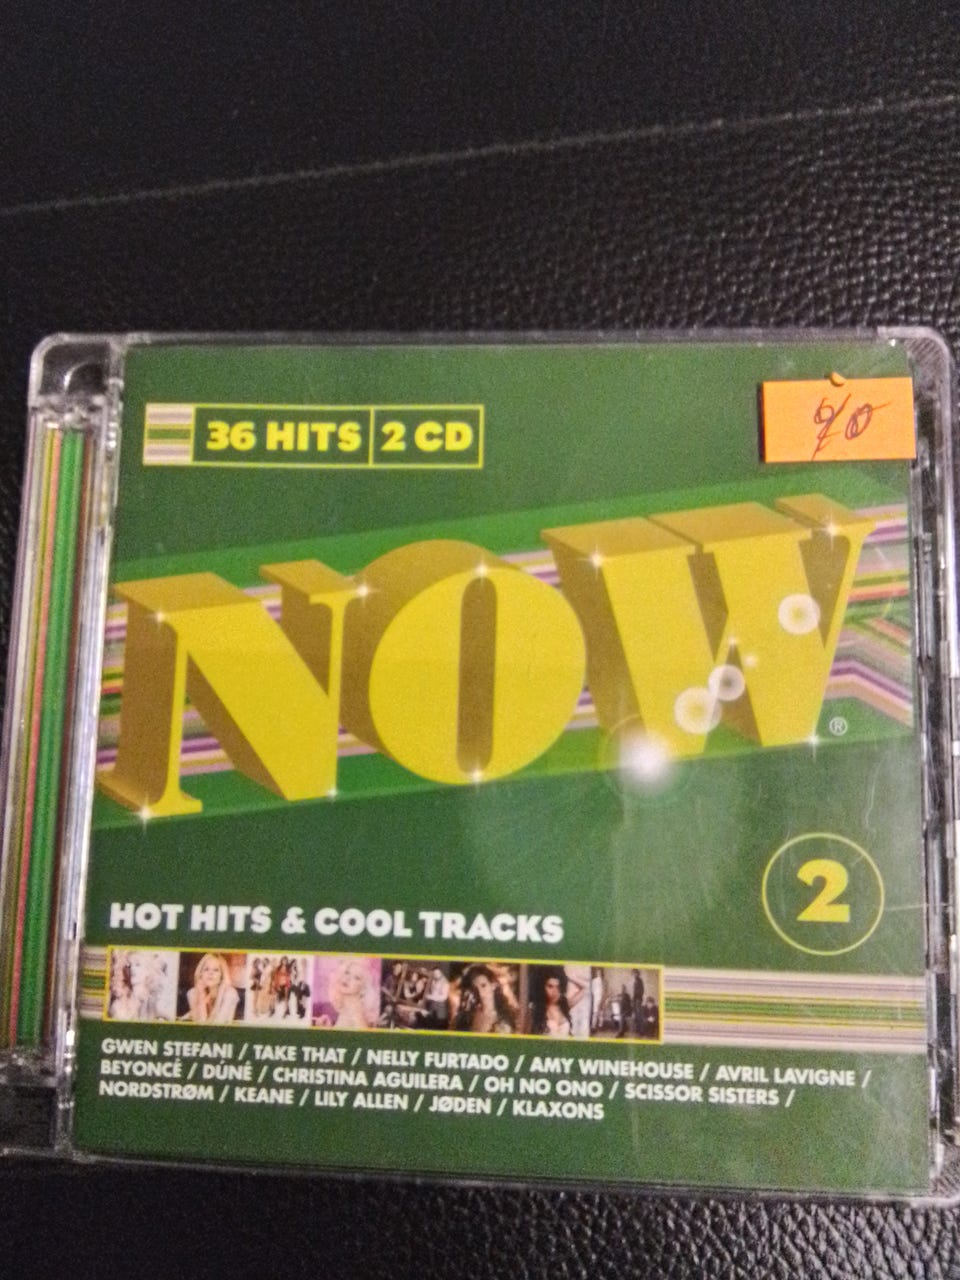 36 HITS 2 CD
20
NOW®
2
HOT HITS & COOL TRACKS
GWEN STEFANI / TAKE THAT / NELLY FURTADO / AMY WINEHOUSE / AVRIL LAVIGNE /
BEYONCÉ / DÚNÉ / CHRISTINA AGUILERA / OH NO ONO / SCISSOR SISTERS /
NORDSTRØM / KEANE / LILY ALLEN / JØDEN / KLAXONS